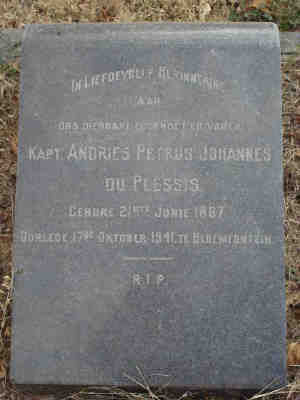 IN LIEFDEVOLLE HERINNERING
AAN
ONS DIERBARE EGGENOOT EN VADER
KAPT. ANDRIES PETRUS JOHANNES
DU PLESSIS
GEBORE 21STE JUNIE 1887
OORLEDE 17DE OKTOBER 1941, TE BLOEMFONTEIN.
R.I.P.